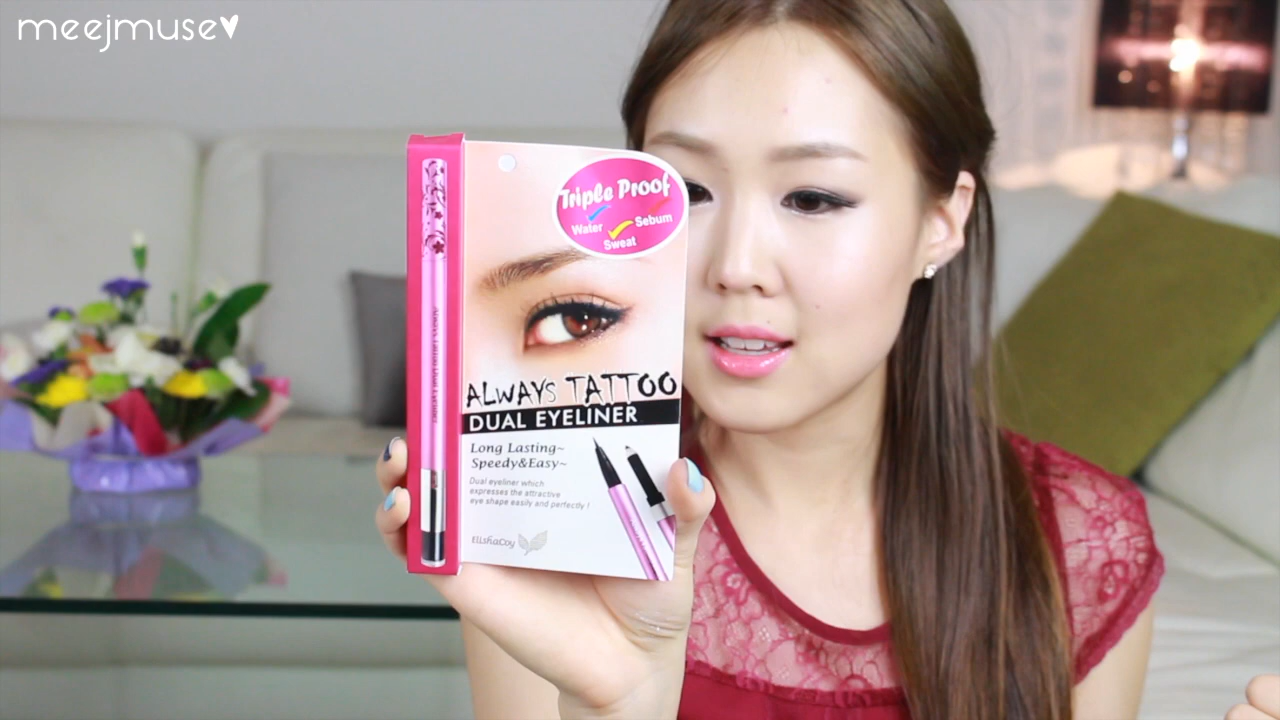 meejmuse♥
Triple Proof
Water
Sebum
Sweat
ALWAYS TATTOO
DUAL EYELINER
Long Lasting~
Speedy&Easy~
Dual eyeliner which
expresses the attractive
eye shape easily and perfectly !
ElishaCoy